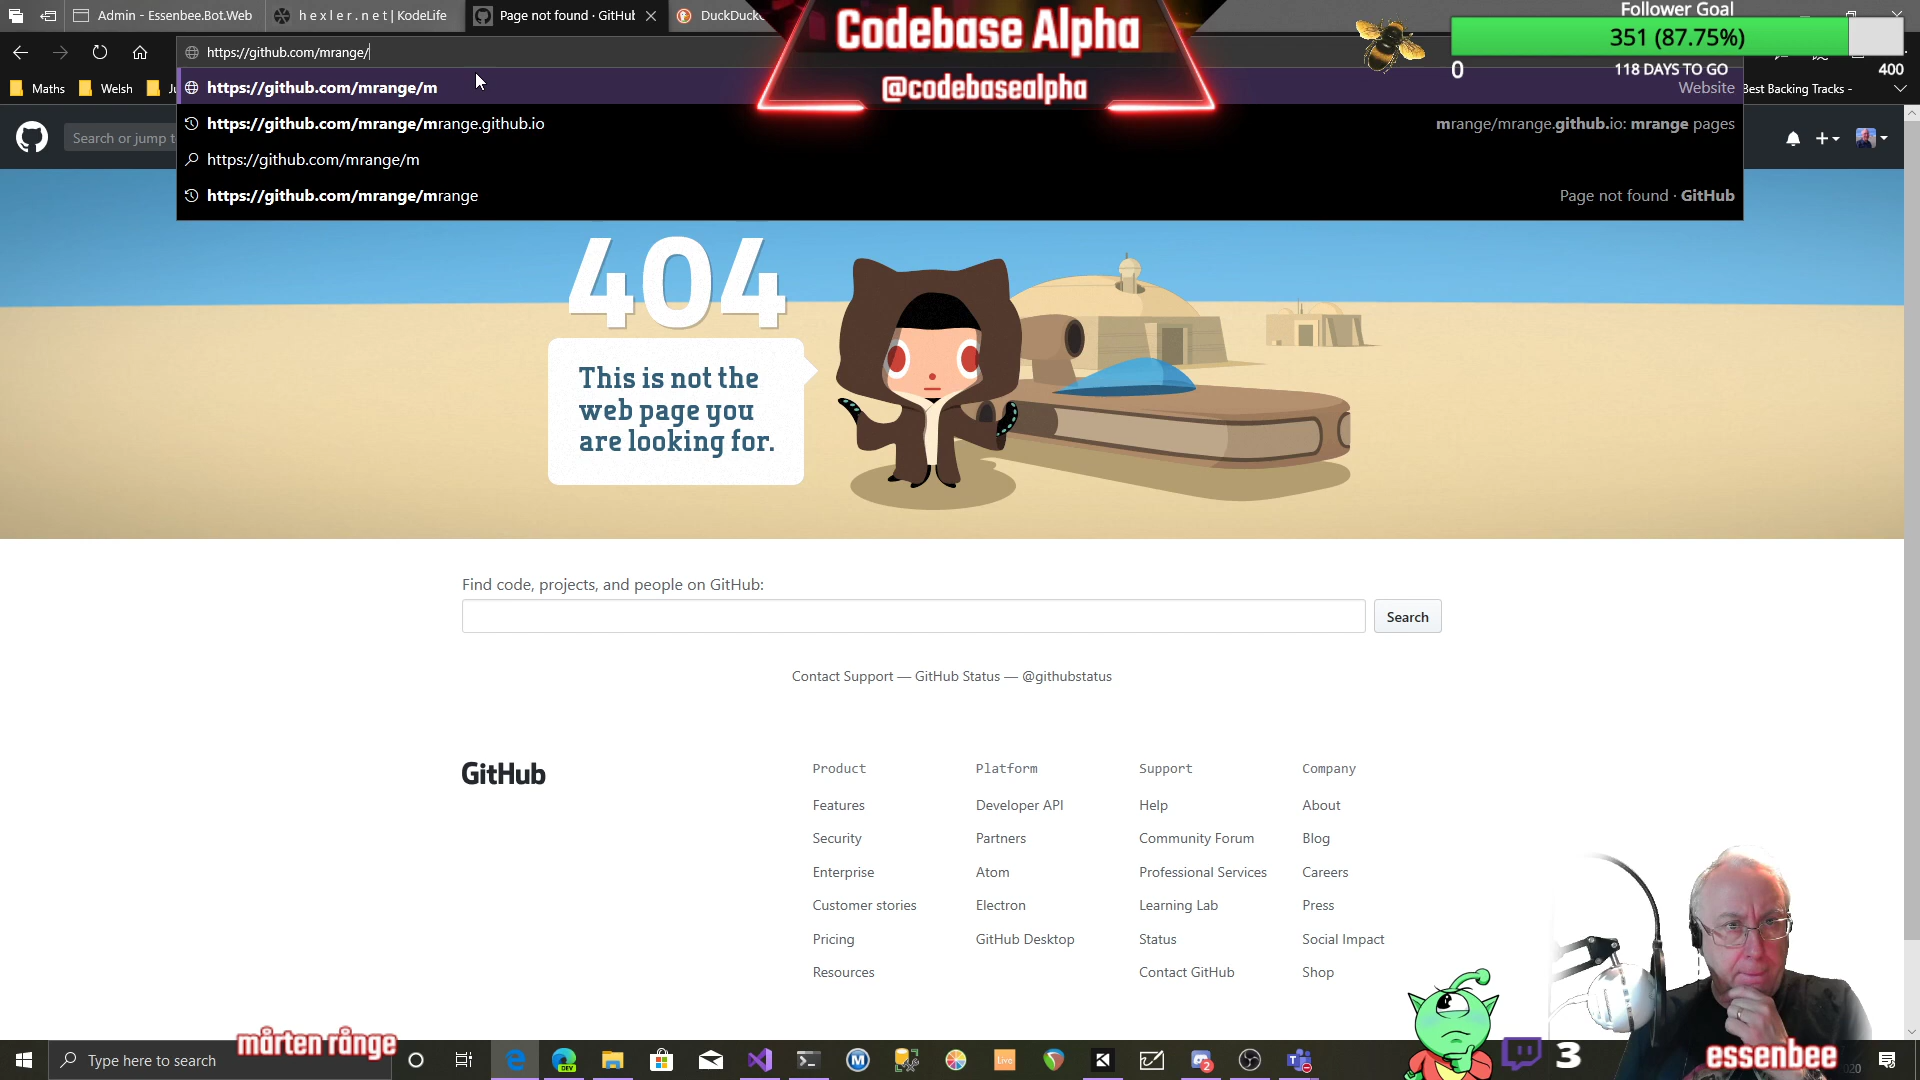 Admin - Essenbee.Bot.Web
hexler.net | KodeLife
Page not found · GitHub
DuckDuck
Codebase Alpha
@codebasealpha
Follower Goal
351 (87.75%)
0
118 DAYS TO GO
400
https://github.com/mrange/
Maths
Welsh
https://github.com/mrange/m
Website
Best Backing Tracks -
https://github.com/mrange/mrange.github.io
mrange/mrange.github.io: mrange pages
Search or jump t
https://github.com/mrange/m
https://github.com/mrange/mrange
Page not found · GitHub
404
This is not the
web page you
are looking for.
Find code, projects, and people on GitHub:
Search
Contact Support — GitHub Status — @githubstatus
GitHub
Product
Features
Security
Enterprise
Customer stories
Pricing
Resources
Platform
Developer API
Partners
Atom
Electron
GitHub Desktop
Support
Help
Community Forum
Professional Services
Learning Lab
Status
Contact GitHub
Company
About
Blog
Careers
Press
Social Impact
Shop
mårten rånge
Type here to search
DEV
live
2
3
essenbee
020